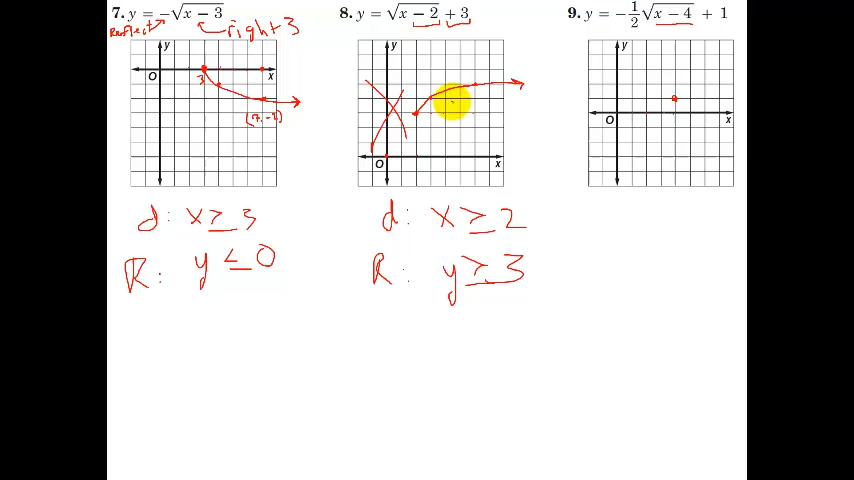 7. y = −√(x − 3)
Reflect
right 3
y
O
x
3
(7,-2)
d: x ≥ 3
R: y ≤ 0
8. y = √(x − 2) + 3
y
O
x
d: x ≥ 2
R: y ≥ 3
9. y = −1/2√(x − 4) + 1
y
O
x